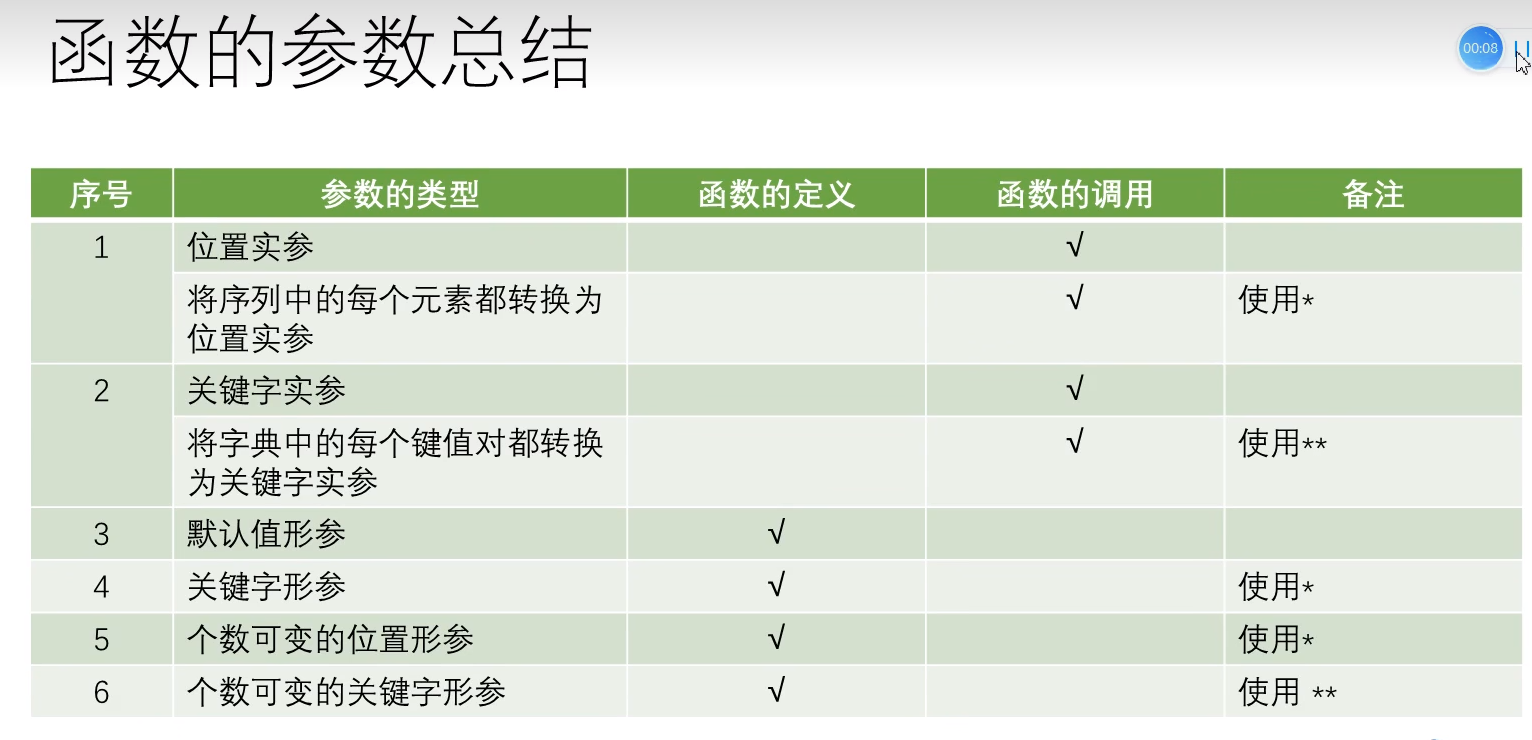 函数的参数总结
00:08
序号 参数的类型 函数的定义 函数的调用 备注
1 位置实参 √
将序列中的每个元素都转换为 √ 使用*
位置实参
2 关键字实参 √
将字典中的每个键值对都转换 √ 使用**
为关键字实参
3 默认值形参 √
4 关键字形参 √ 使用*
5 个数可变的位置形参 √ 使用*
6 个数可变的关键字形参 √ 使用 **